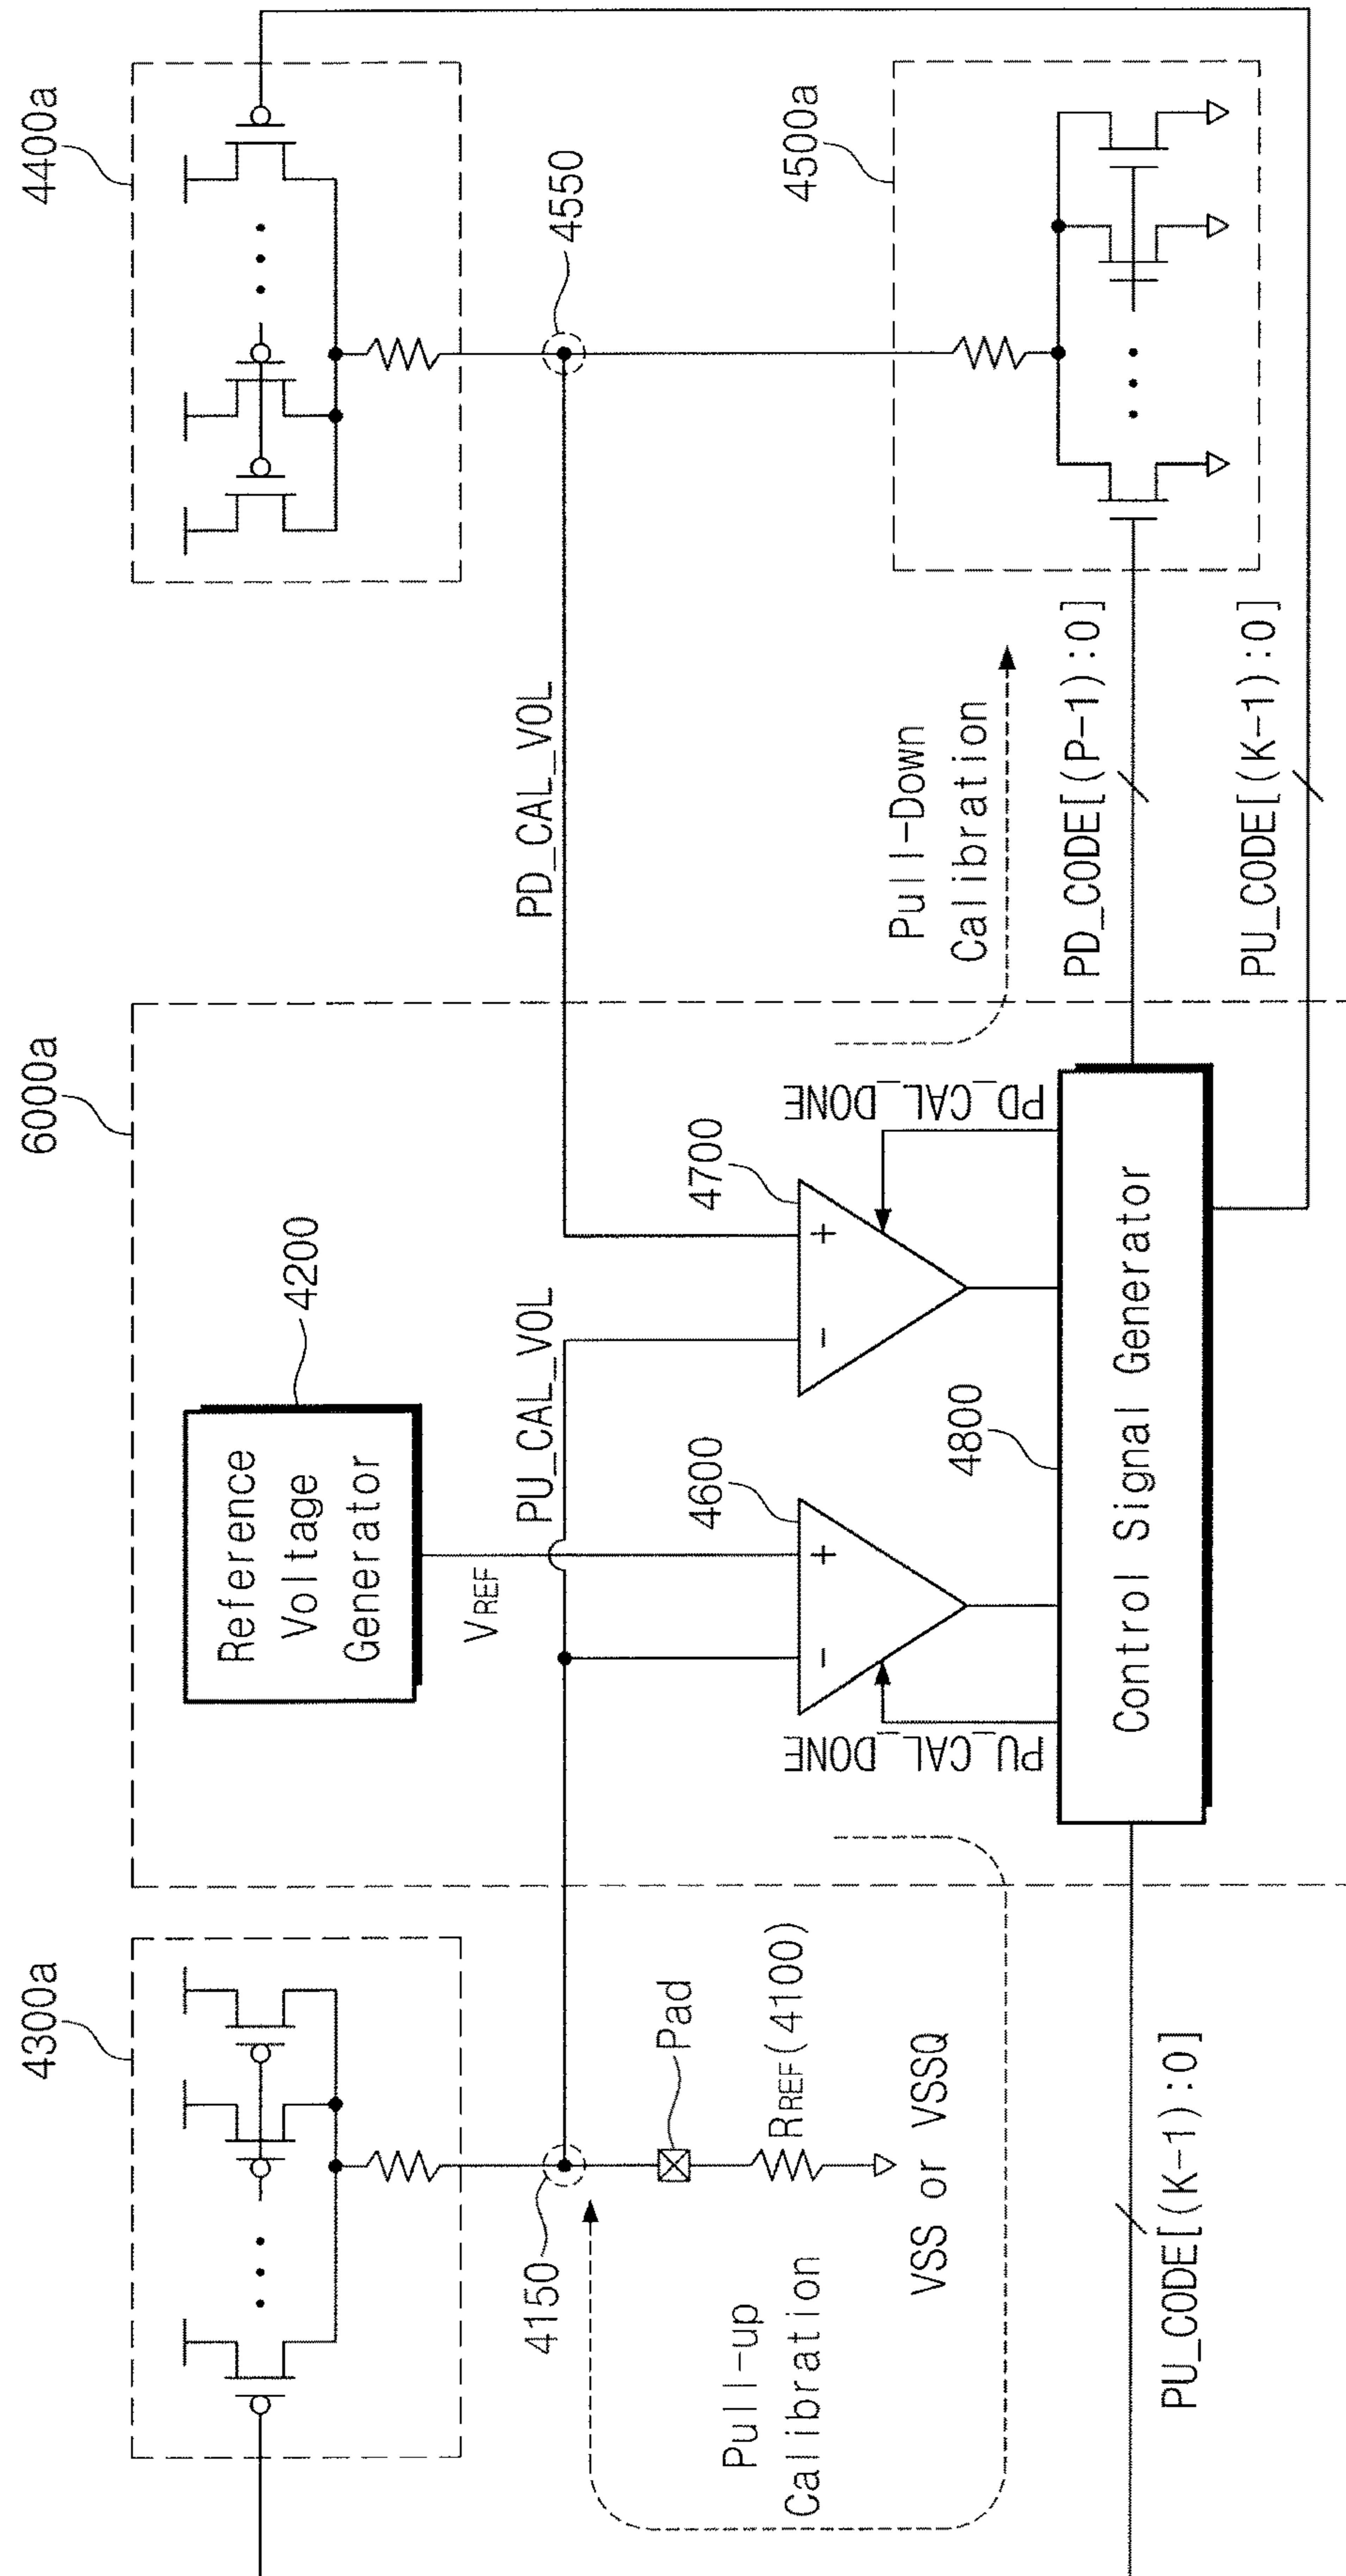 4300a
6000a
4400a
Reference
Voltage
Generator
4200
VREF
4150
PU_CAL_VOL
PD_CAL_VOL
4550
Pad
RREF(4100)
VSS or VSSQ
Pull-up
Calibration
4600
- +
4700
- +
PU_CAL_DONE
PD_CAL_DONE
4800
Control Signal Generator
Pull-Down
Calibration
4500a
PU_CODE[(K-1):0]
PD_CODE[(P-1):0]
PU_CODE[(K-1):0]